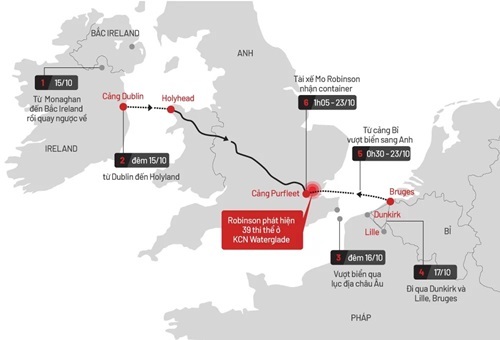 BẮC IRELAND
1 15/10
Từ Monaghan
đến Bắc Ireland
rồi quay ngược về
IRELAND
Cảng Dublin
Holyhead
2 đêm 15/10
từ Dublin đến Holyland
ANH
Tài xế Mo Robinson
nhận container
6 1h05 - 23/10
Từ cảng Bỉ
vượt biển sang Anh
5 0h30 - 23/10
Cảng Purfleet
Bruges
Dunkirk
Lille
BỈ
Robinson phát hiện
39 thi thể ở
KCN Waterglade
3 đêm 16/10
Vượt biển qua
lục địa châu Âu
4 17/10
Đi qua Dunkirk và
Lille, Bruges
PHÁP